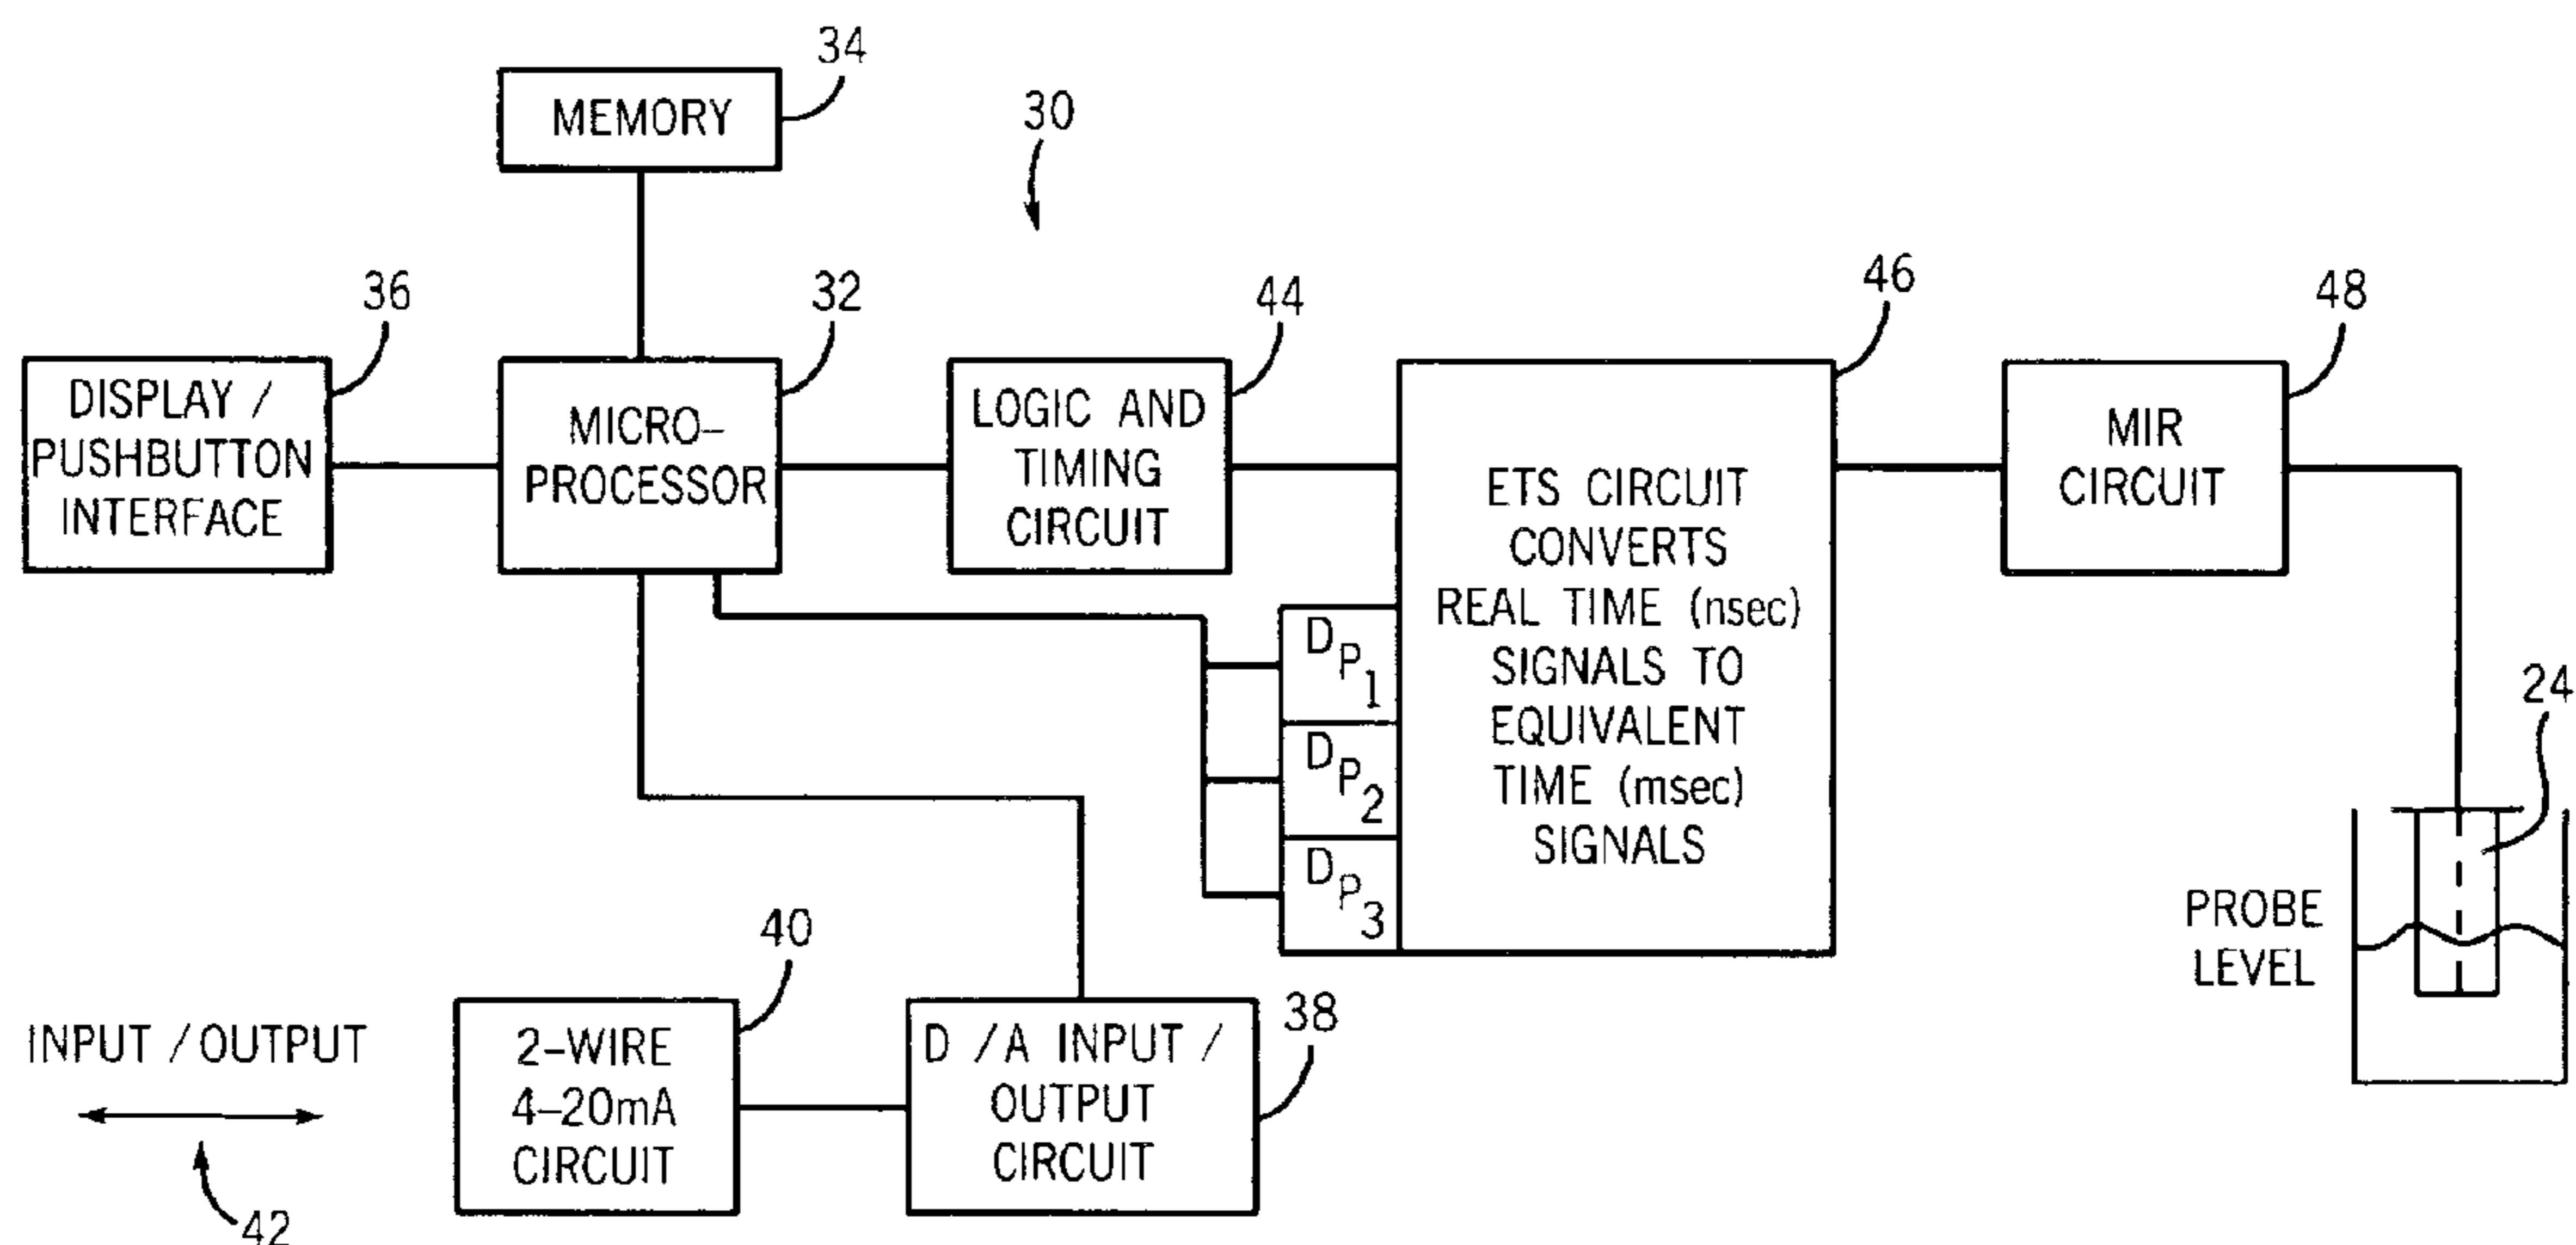 34
MEMORY
30
36
32
44
46
48
DISPLAY /
PUSHBUTTON
INTERFACE
MICRO–
PROCESSOR
LOGIC AND
TIMING
CIRCUIT
ETS CIRCUIT
CONVERTS
REAL TIME (nsec)
SIGNALS TO
EQUIVALENT
TIME (msec)
SIGNALS
MIR
CIRCUIT
DP1
DP2
DP3
24
PROBE
LEVEL
40
38
INPUT / OUTPUT
42
2–WIRE
4–20mA
CIRCUIT
D /A INPUT /
OUTPUT
CIRCUIT